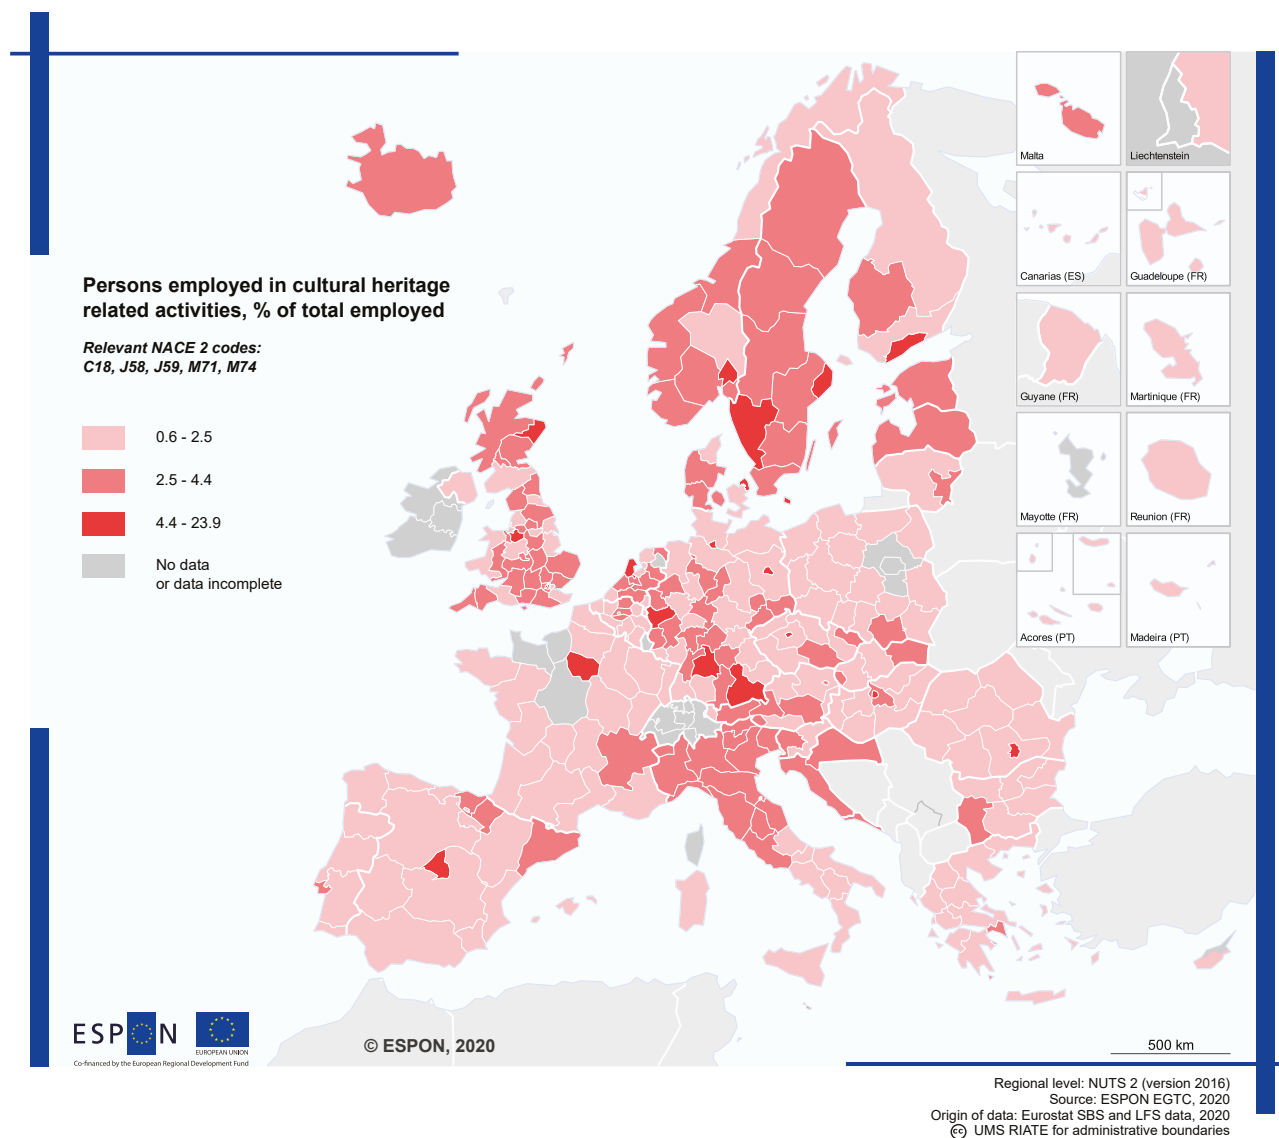 Persons employed in cultural heritage
related activities, % of total employed
Relevant NACE 2 codes:
C18, J58, J59, M71, M74
0.6 - 2.5
2.5 - 4.4
4.4 - 23.9
No data
or data incomplete
Malta
Liechtenstein
Canarias (ES)
Guadeloupe (FR)
Guyane (FR)
Martinique (FR)
Mayotte (FR)
Reunion (FR)
Acores (PT)
Madeira (PT)
ESPON
EUROPEAN UNION
Co-financed by the European Regional Development Fund
© ESPON, 2020
500 km
Regional level: NUTS 2 (version 2016)
Source: ESPON EGTC, 2020
Origin of data: Eurostat SBS and LFS data, 2020
cc UMS RIATE for administrative boundaries